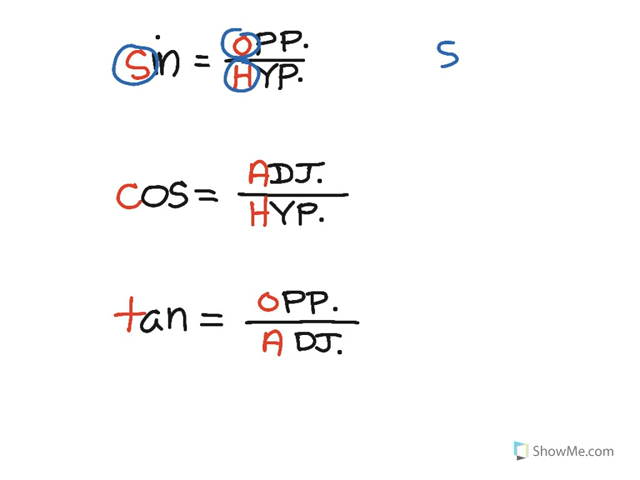 Sin = OPP. S
HYP.
cos = ADJ.
HYP.
tan = OPP.
ADJ.
ShowMe.com